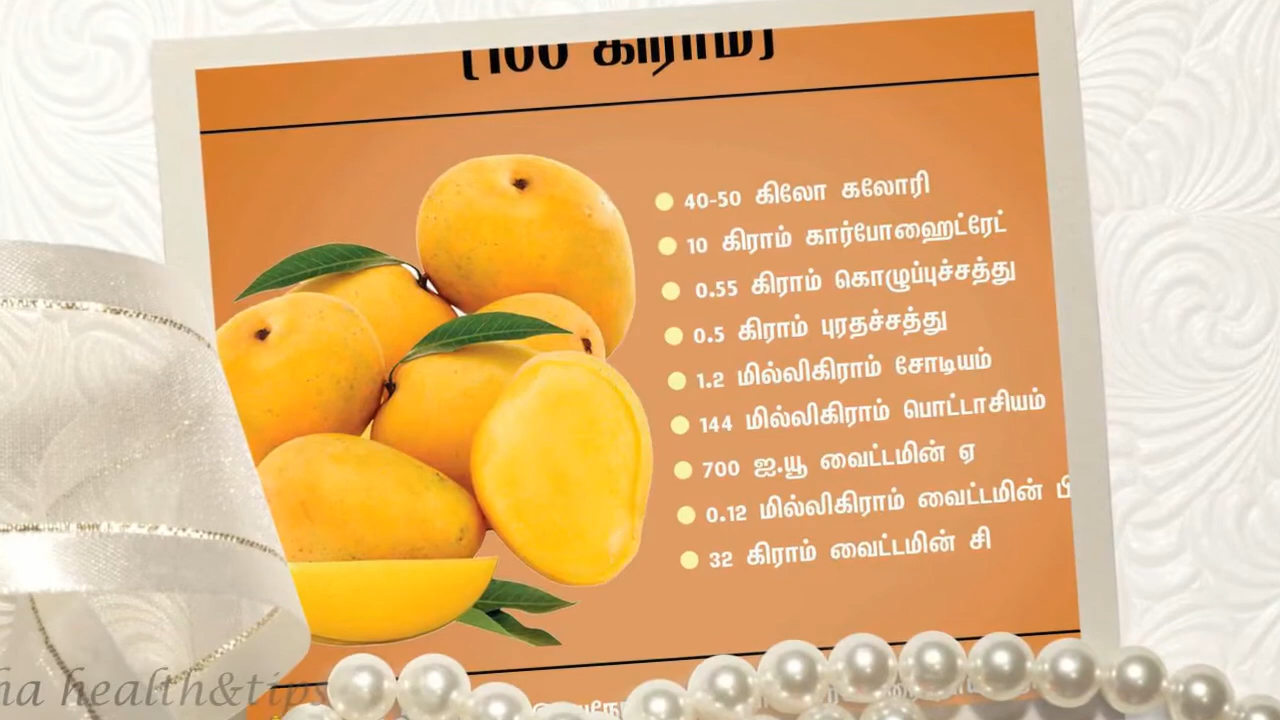 (100 கிராம்)
40-50 கிலோ கலோரி
10 கிராம் கார்போஹைட்ரேட்
0.55 கிராம் கொழுப்புச்சத்து
0.5 கிராம் புரதச்சத்து
1.2 மில்லிகிராம் சோடியம்
144 மில்லிகிராம் பொட்டாசியம்
700 ஐ.யூ வைட்டமின் ஏ
0.12 மில்லிகிராம் வைட்டமின் பி
32 கிராம் வைட்டமின் சி
health&tips